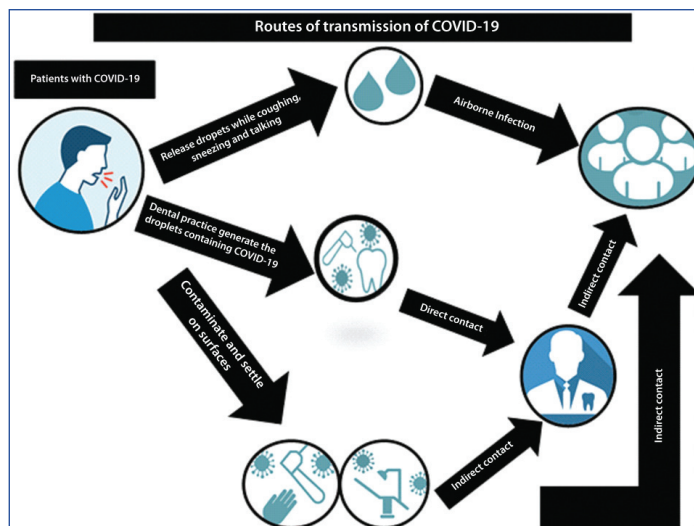 Routes of transmission of COVID-19
Patients with COVID-19
Release dropets while coughing,
sneezing and talking
Airborne Infection
Dental practice generate the
droplets containing COVID-19
Contaminate and settle
on surfaces
Direct contact
Indirect contact
Indirect contact
Indirect contact